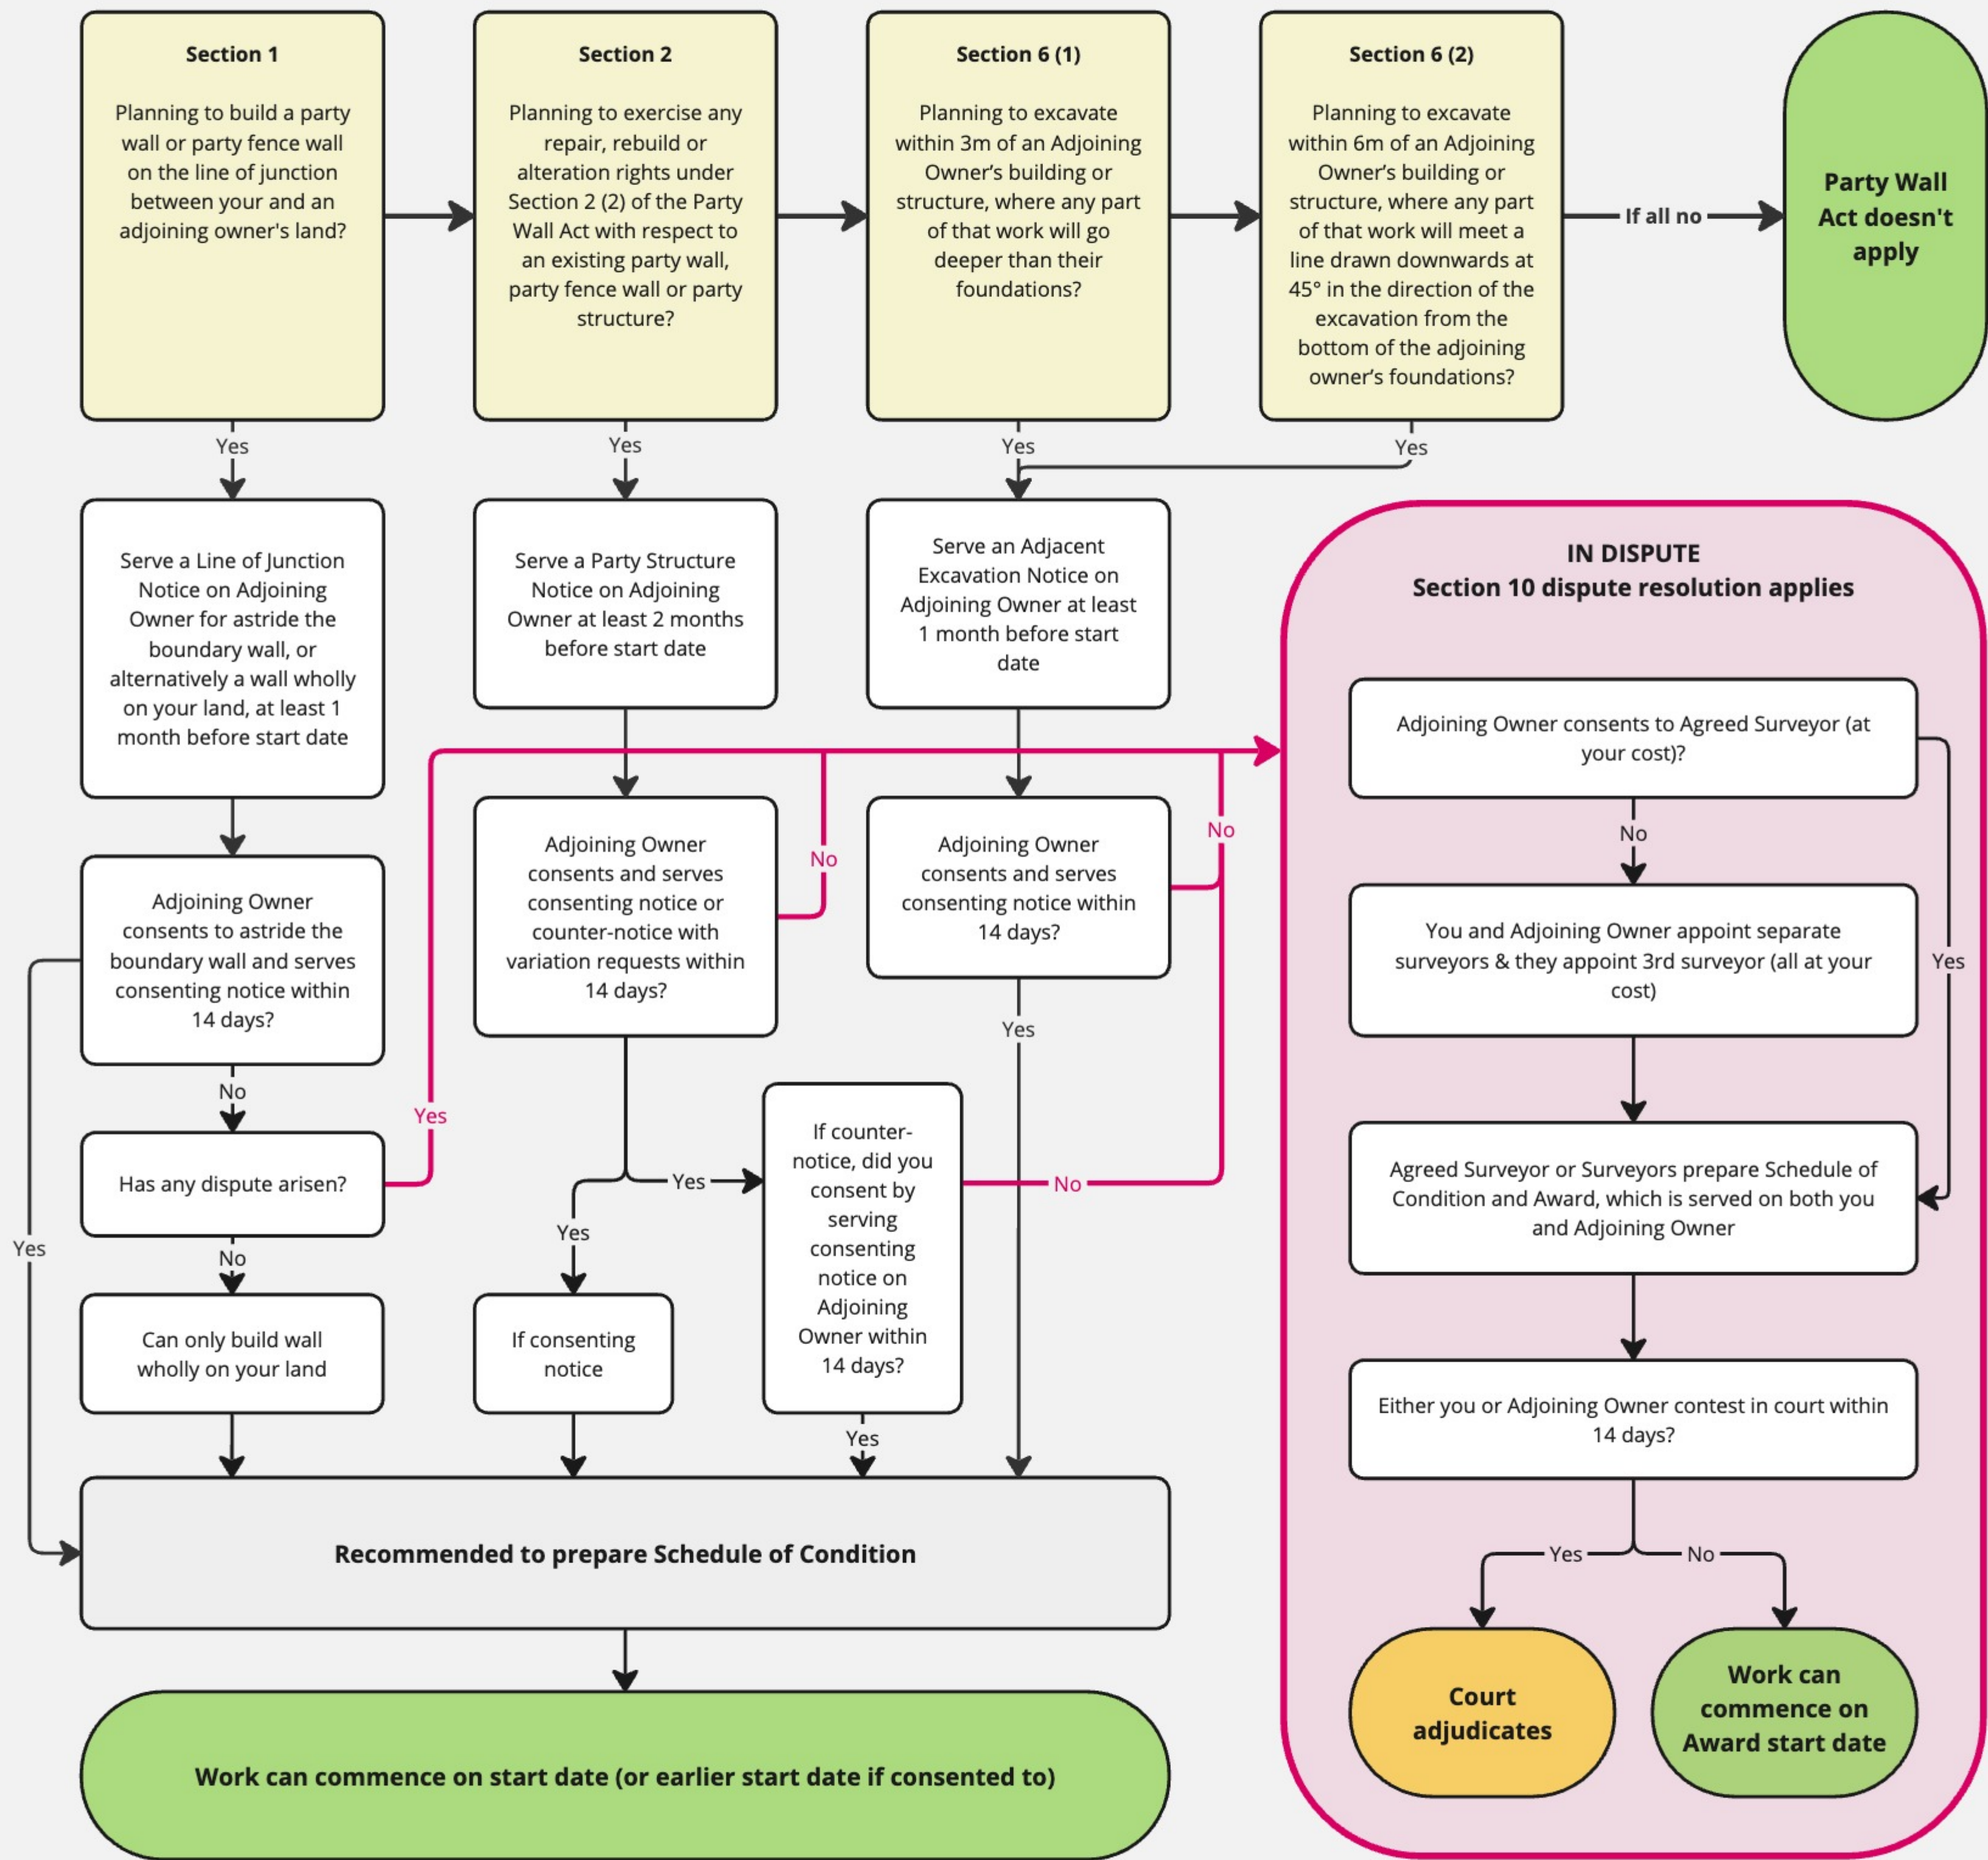 Section 1
Planning to build a party
wall or party fence wall
on the line of junction
between your and an
adjoining owner's land?
Section 2
Planning to exercise any
repair, rebuild or
alteration rights under
Section 2 (2) of the Party
Wall Act with respect to
an existing party wall,
party fence wall or party
structure?
Section 6 (1)
Planning to excavate
within 3m of an Adjoining
Owner’s building or
structure, where any part
of that work will go
deeper than their
foundations?
Section 6 (2)
Planning to excavate
within 6m of an Adjoining
Owner’s building or
structure, where any part
of that work will meet a
line drawn downwards at
45° in the direction of the
excavation from the
bottom of the adjoining
owner’s foundations?
If all no
Party Wall
Act doesn't
apply
Yes
Yes
Yes
Yes
Serve a Line of Junction
Notice on Adjoining
Owner for astride the
boundary wall, or
alternatively a wall wholly
on your land, at least 1
month before start date
Serve a Party Structure
Notice on Adjoining
Owner at least 2 months
before start date
Serve an Adjacent
Excavation Notice on
Adjoining Owner at least
1 month before start
date
Adjoining Owner
consents to astride the
boundary wall and serves
consenting notice within
14 days?
Yes
No
Has any dispute arisen?
Yes
No
Can only build wall
wholly on your land
Adjoining Owner
consents and serves
consenting notice or
counter-notice with
variation requests within
14 days?
No
Yes
Yes
If consenting
notice
If counter-
notice, did you
consent by
serving
consenting
notice on
Adjoining
Owner within
14 days?
No
Yes
Adjoining Owner
consents and serves
consenting notice within
14 days?
No
Yes
Recommended to prepare Schedule of Condition
Work can commence on start date (or earlier start date if consented to)
IN DISPUTE
Section 10 dispute resolution applies
Adjoining Owner consents to Agreed Surveyor (at
your cost)?
No
Yes
You and Adjoining Owner appoint separate
surveyors & they appoint 3rd surveyor (all at your
cost)
Agreed Surveyor or Surveyors prepare Schedule of
Condition and Award, which is served on both you
and Adjoining Owner
Either you or Adjoining Owner contest in court within
14 days?
Yes
No
Court
adjudicates
Work can
commence on
Award start date